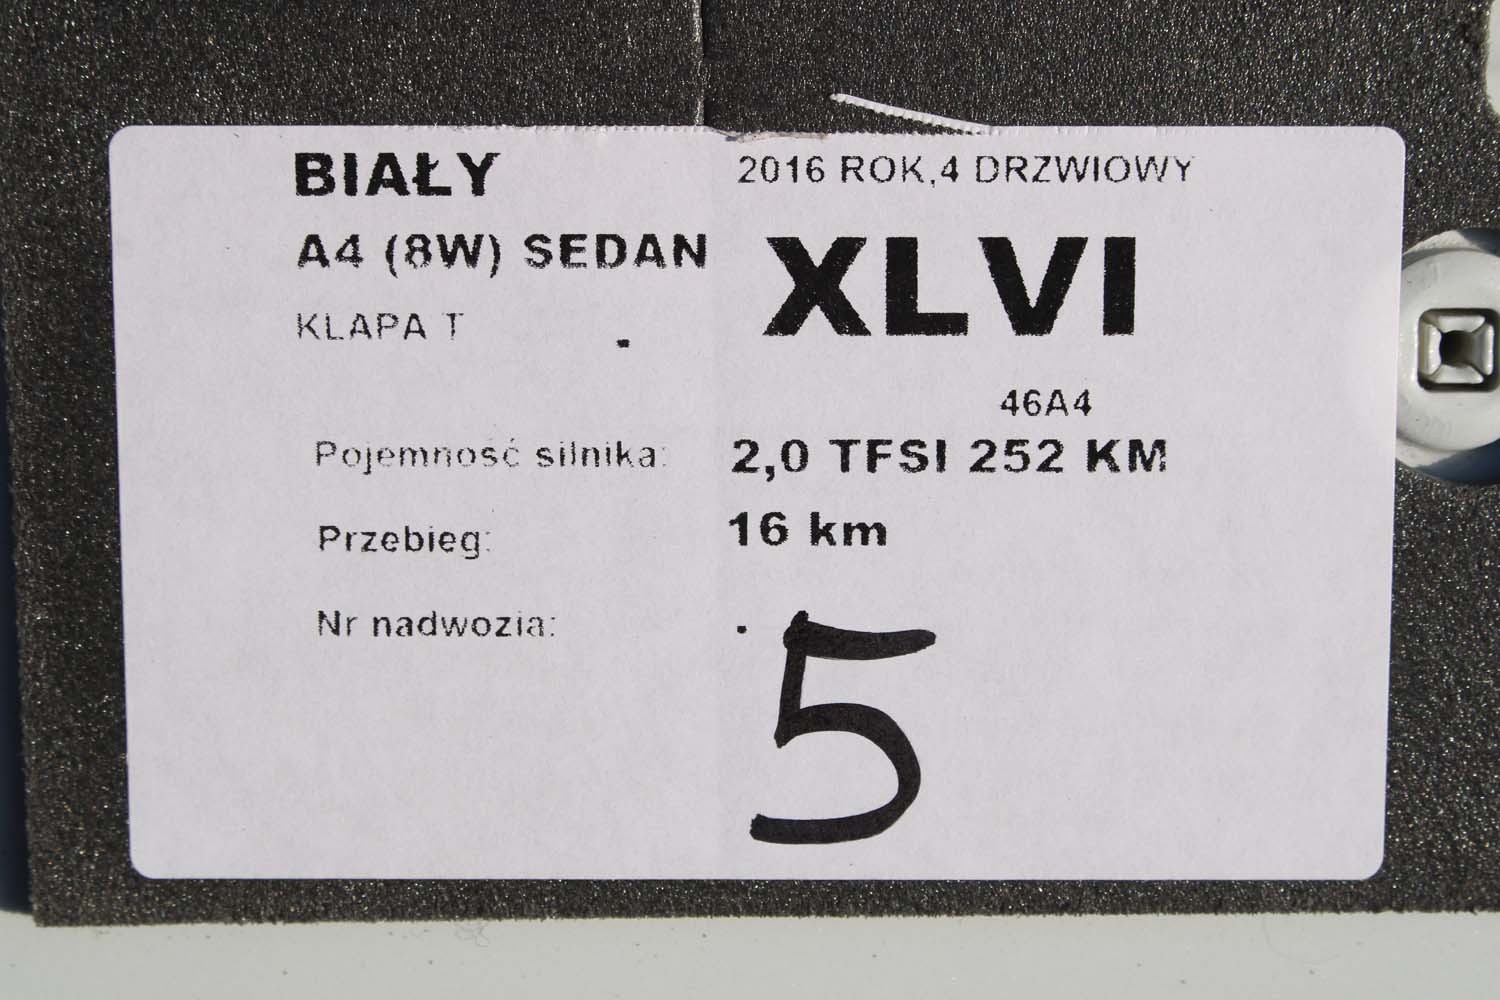 BIAŁY 2016 ROK,4 DRZWIOWY
A4 (8W) SEDAN XLVI
KLAPA T .
46A4
Pojemność silnika: 2,0 TFSI 252 KM
Przebieg: 16 km
Nr nadwozia: .
5